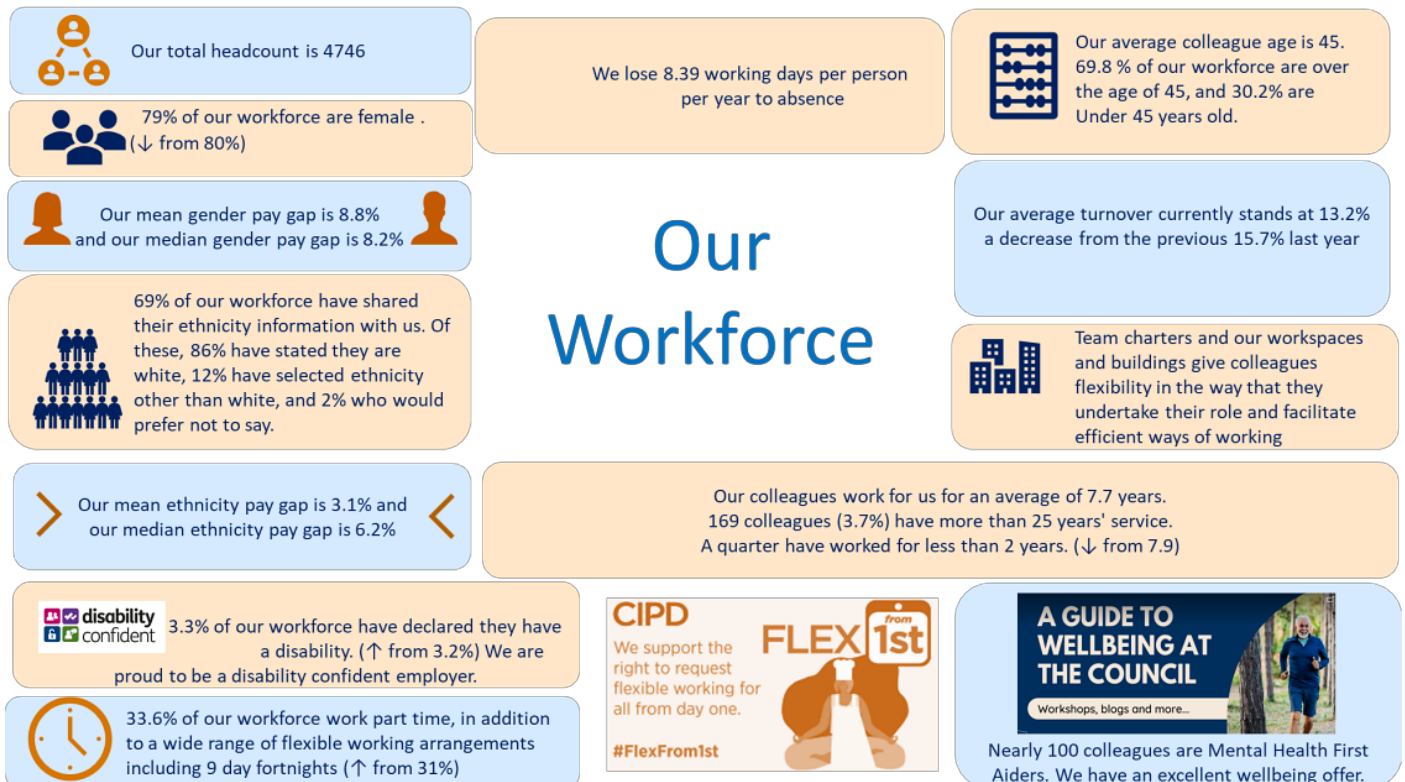 Our total headcount is 4746
79% of our workforce are female .
(↓ from 80%)
Our mean gender pay gap is 8.8%
and our median gender pay gap is 8.2%
69% of our workforce have shared
their ethnicity information with us. Of
these, 86% have stated they are
white, 12% have selected ethnicity
other than white, and 2% who would
prefer not to say.
Our mean ethnicity pay gap is 3.1% and
our median ethnicity pay gap is 6.2%
disability
confident
3.3% of our workforce have declared they have
a disability. (↑ from 3.2%) We are
proud to be a disability confident employer.
33.6% of our workforce work part time, in addition
to a wide range of flexible working arrangements
including 9 day fortnights (↑ from 31%)
We lose 8.39 working days per person
per year to absence
Our
Workforce
Our average colleague age is 45.
69.8 % of our workforce are over
the age of 45, and 30.2% are
Under 45 years old.
Our average turnover currently stands at 13.2%
a decrease from the previous 15.7% last year
Team charters and our workspaces
and buildings give colleagues
flexibility in the way that they
undertake their role and facilitate
efficient ways of working
Our colleagues work for us for an average of 7.7 years.
169 colleagues (3.7%) have more than 25 years' service.
A quarter have worked for less than 2 years. (↓ from 7.9)
CIPD
We support the
right to request
flexible working for
all from day one.
#FlexFrom1st
FLEX from 1st
A GUIDE TO
WELLBEING AT
THE COUNCIL
Workshops, blogs and more...
Nearly 100 colleagues are Mental Health First
Aiders. We have an excellent wellbeing offer.